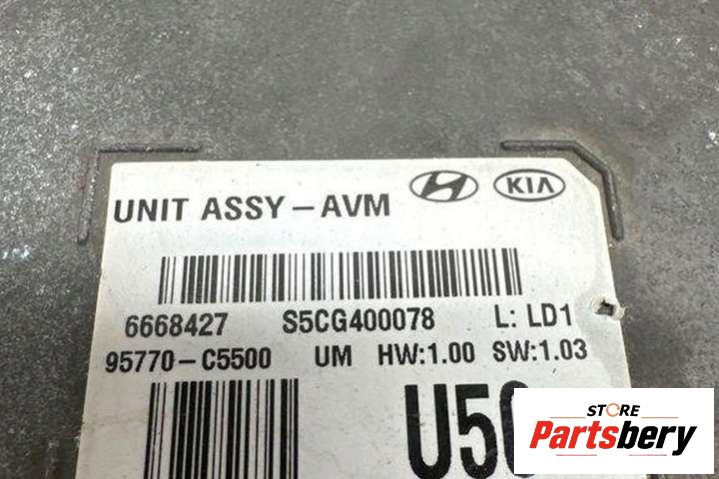 UNIT ASSY-AVM KIA
6668427 S5CG400078 L: LD1
95770-C5500 UM HW:1.00 SW:1.03
STORE
Partsbery